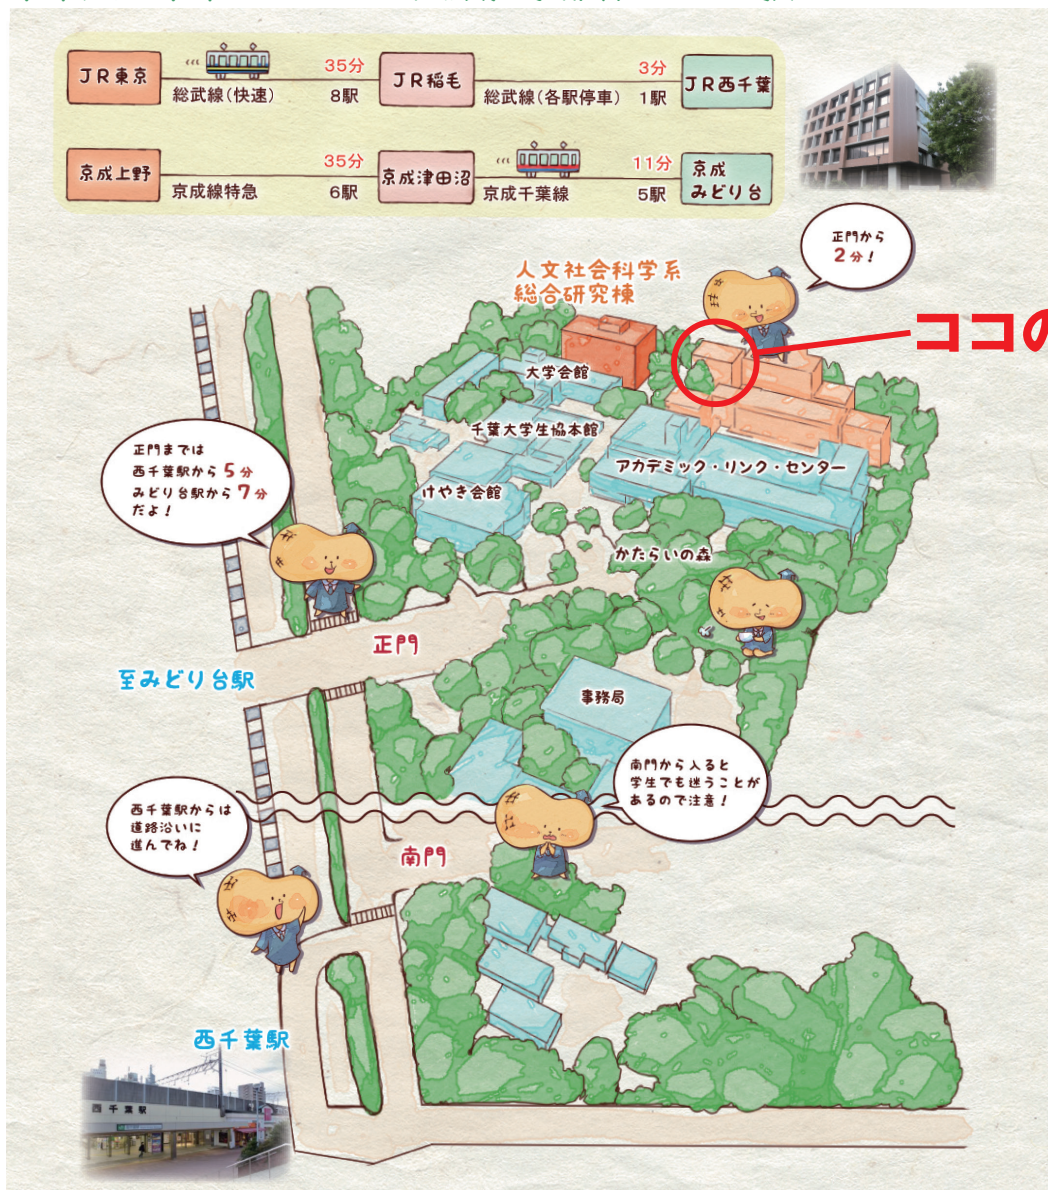 JR東京
総武線(快速)
35分
8駅
JR稲毛
総武線(各駅停車)
3分
1駅
JR西千葉
京成上野
京成線特急
35分
6駅
京成津田沼
京成千葉線
11分
5駅
京成
みどり台
正門から
2分!
人文社会科学系
総合研究棟
ココの
大学会館
千葉大学生協本館
アカデミック・リンク・センター
けやき会館
正門までは
西千葉駅から5分
みどり台駅から7分
だよ!
かたらいの森
正門
至みどり台駅
事務局
南門から入ると
学生でも迷うことが
あるので注意!
西千葉駅からは
道路沿いに
進んでね!
南門
西千葉駅
西千葉駅